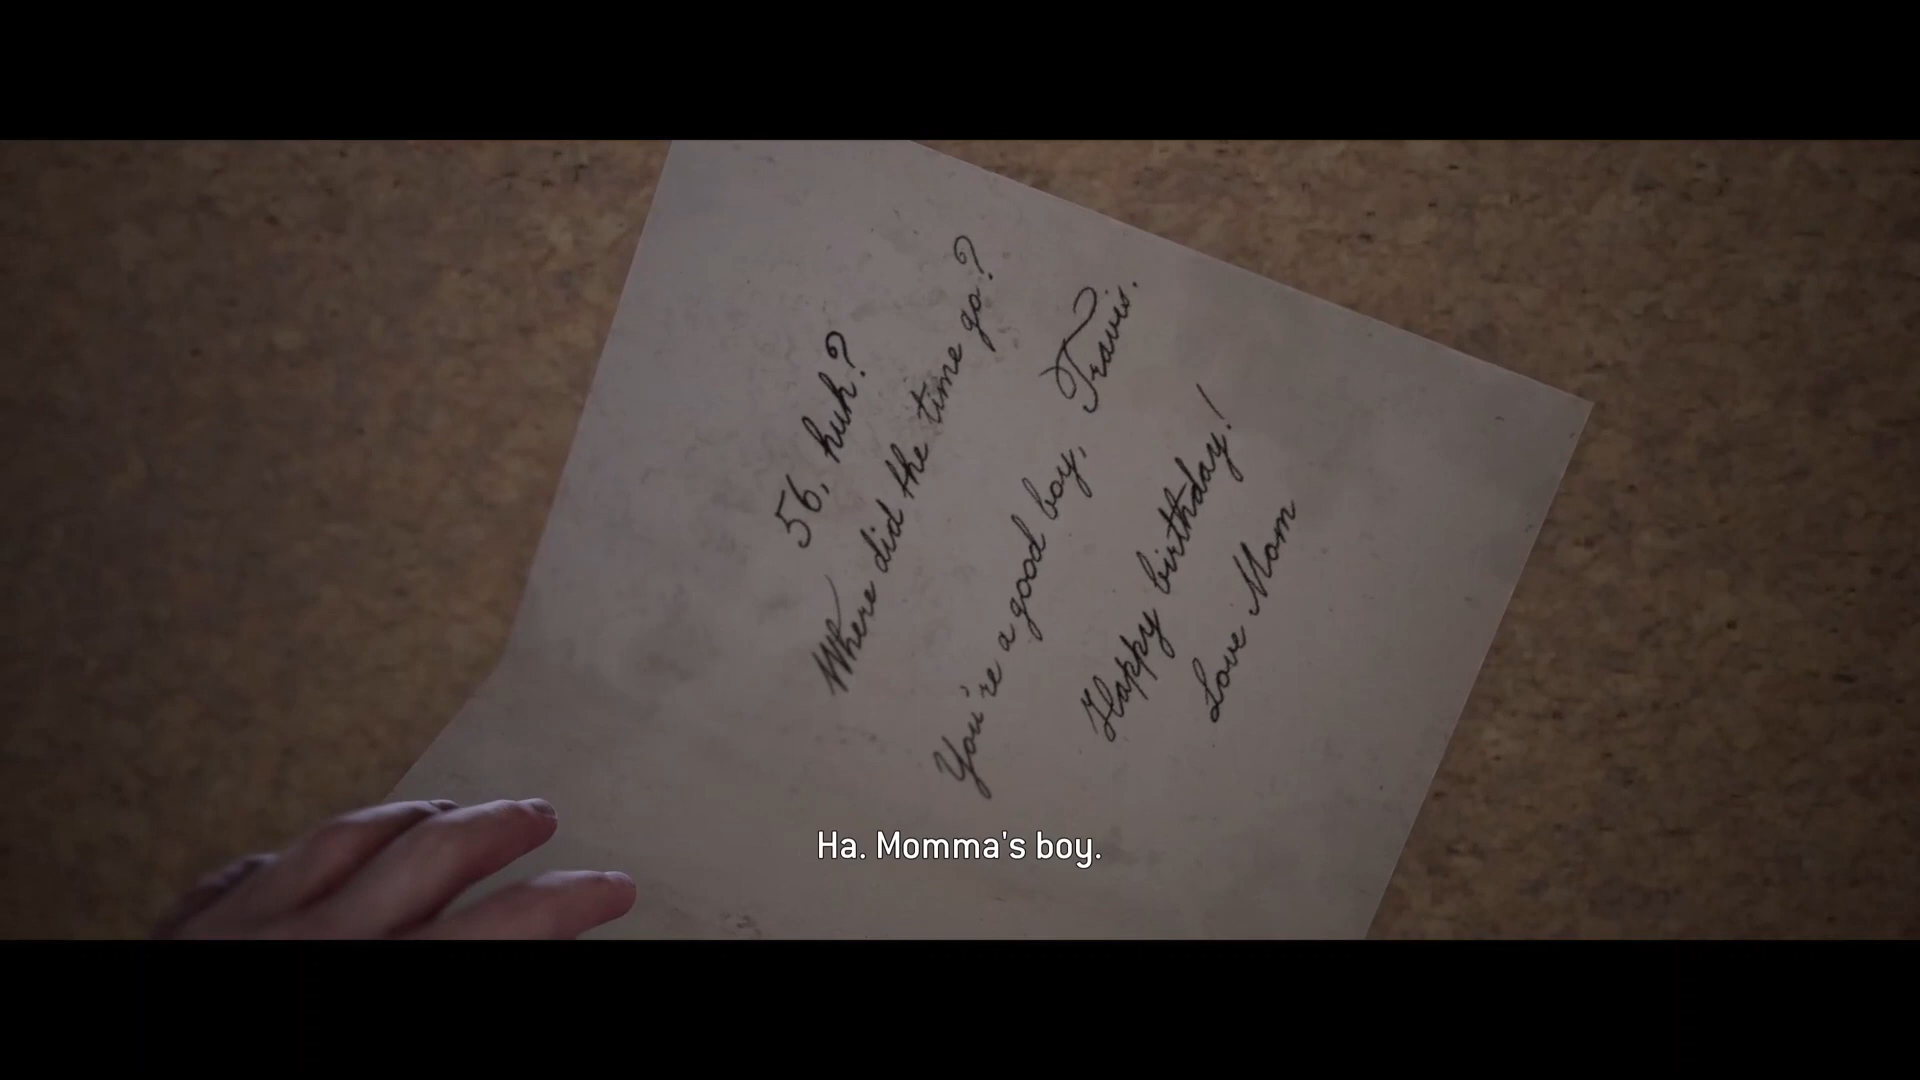 56, huh?
Where did the time go?
You're a good boy, Travis.
Happy birthday!
Love Mom
Ha. Momma's boy.